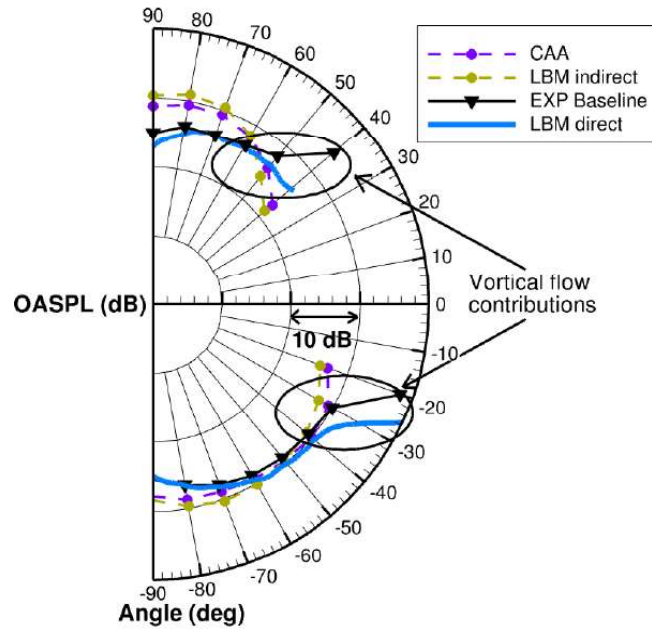 90
80
70
60
50
40
30
20
10
0
-10
-20
-30
-40
-50
-60
-70
-80
-90
CAA
LBM indirect
EXP Baseline
LBM direct
Vortical flow
contributions
OASPL (dB)
10 dB
Angle (deg)